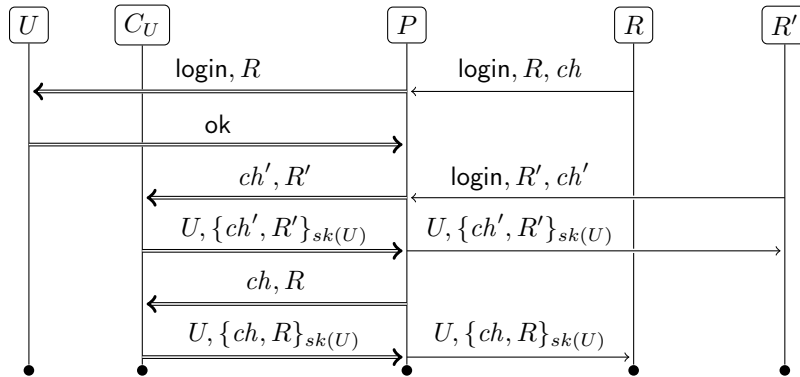 U C_U P R R'
login, R login, R, ch
ok
ch', R' login, R', ch'
U, {ch', R'}_{sk(U)} U, {ch', R'}_{sk(U)}
ch, R
U, {ch, R}_{sk(U)} U, {ch, R}_{sk(U)}